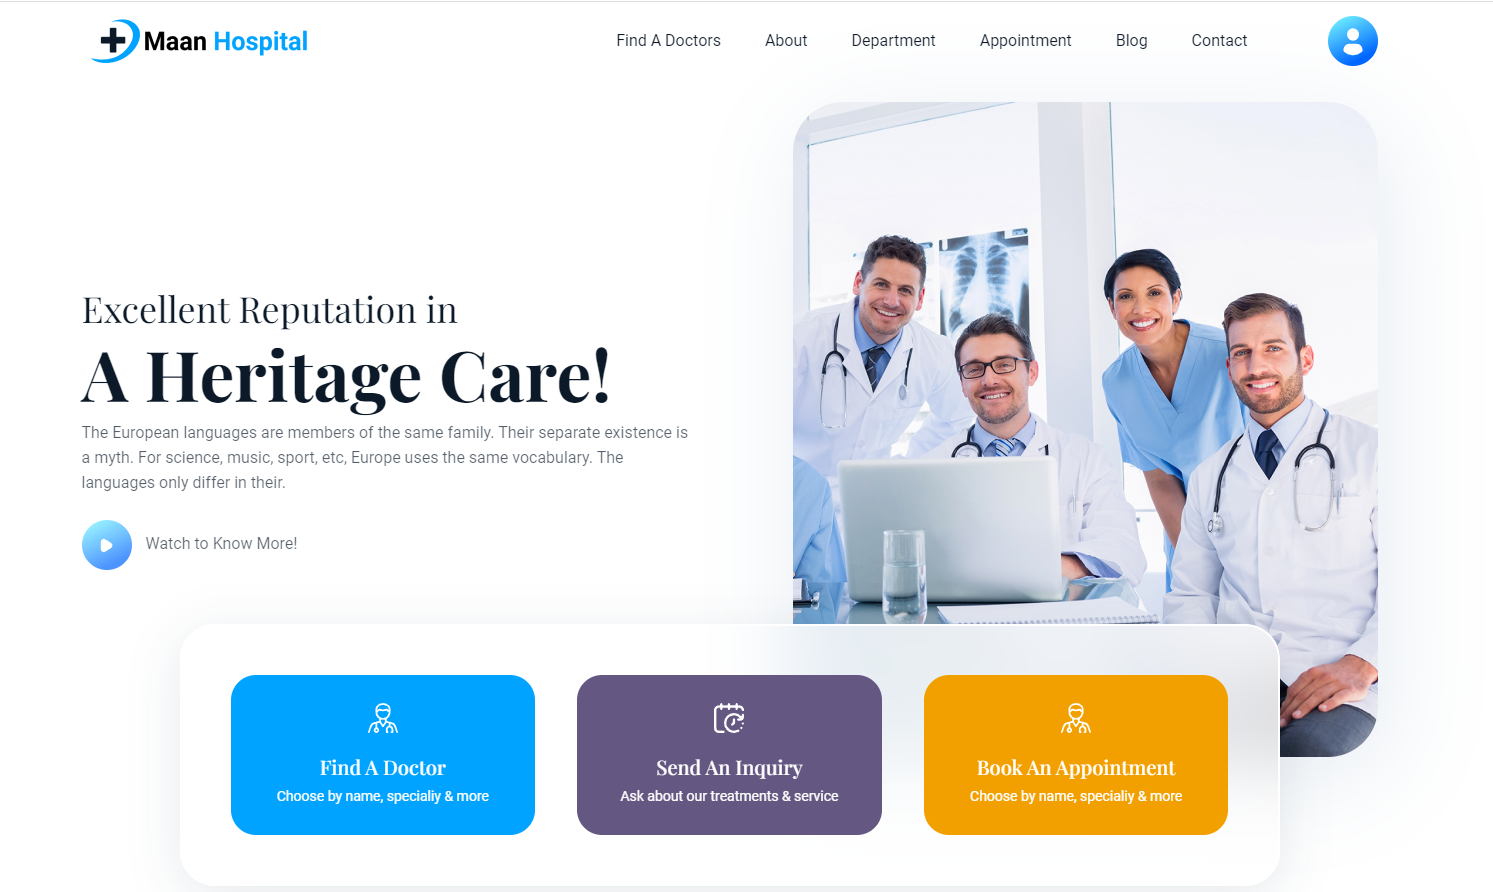 Maan Hospital
Find A Doctors
About
Department
Appointment
Blog
Contact
Excellent Reputation in
A Heritage Care!
The European languages are members of the same family. Their separate existence is
a myth. For science, music, sport, etc, Europe uses the same vocabulary. The
languages only differ in their.
Watch to Know More!
Find A Doctor
Choose by name, specialiy & more
Send An Inquiry
Ask about our treatments & service
Book An Appointment
Choose by name, specialiy & more